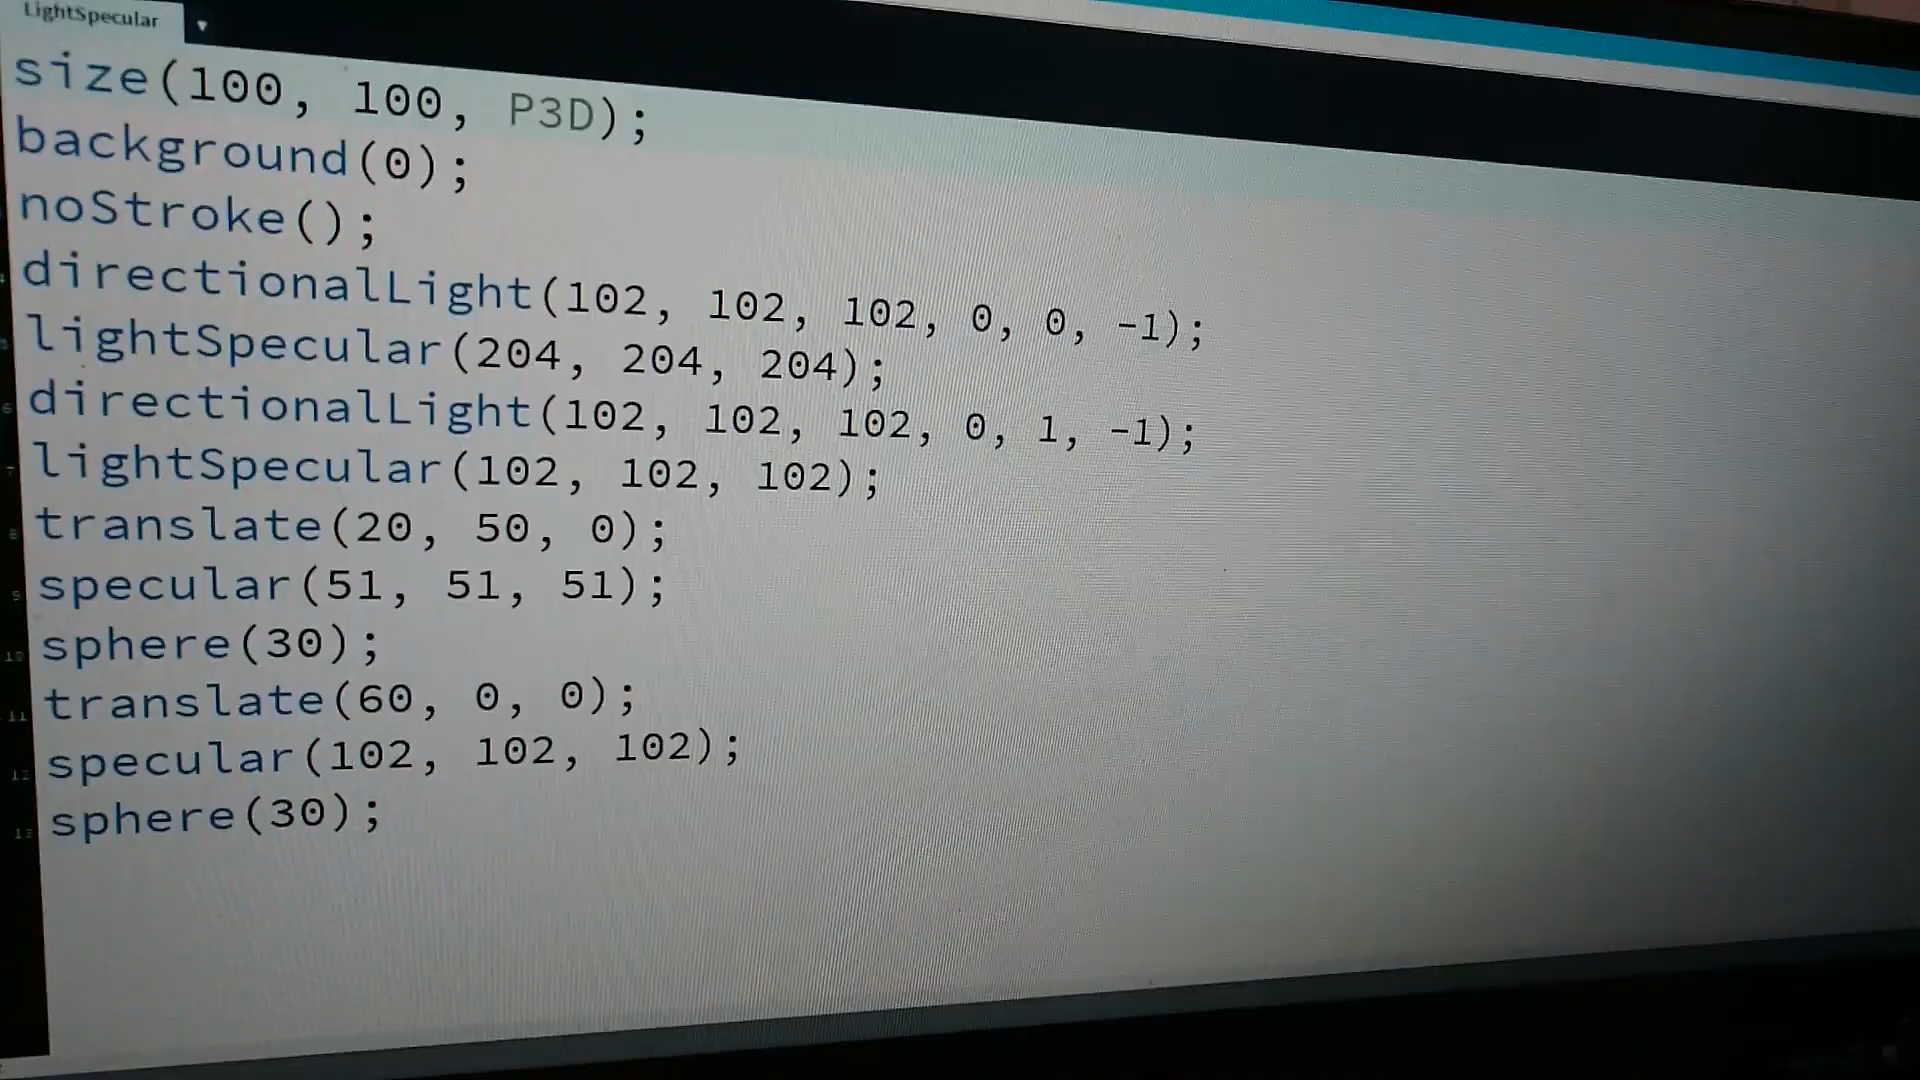 LightSpecular
size(100, 100, P3D);
background(0);
noStroke();
directionalLight(102, 102, 102, 0, 0, -1);
lightSpecular(204, 204, 204);
directionalLight(102, 102, 102, 0, 1, -1);
lightSpecular(102, 102, 102);
translate(20, 50, 0);
specular(51, 51, 51);
sphere(30);
translate(60, 0, 0);
specular(102, 102, 102);
sphere(30);